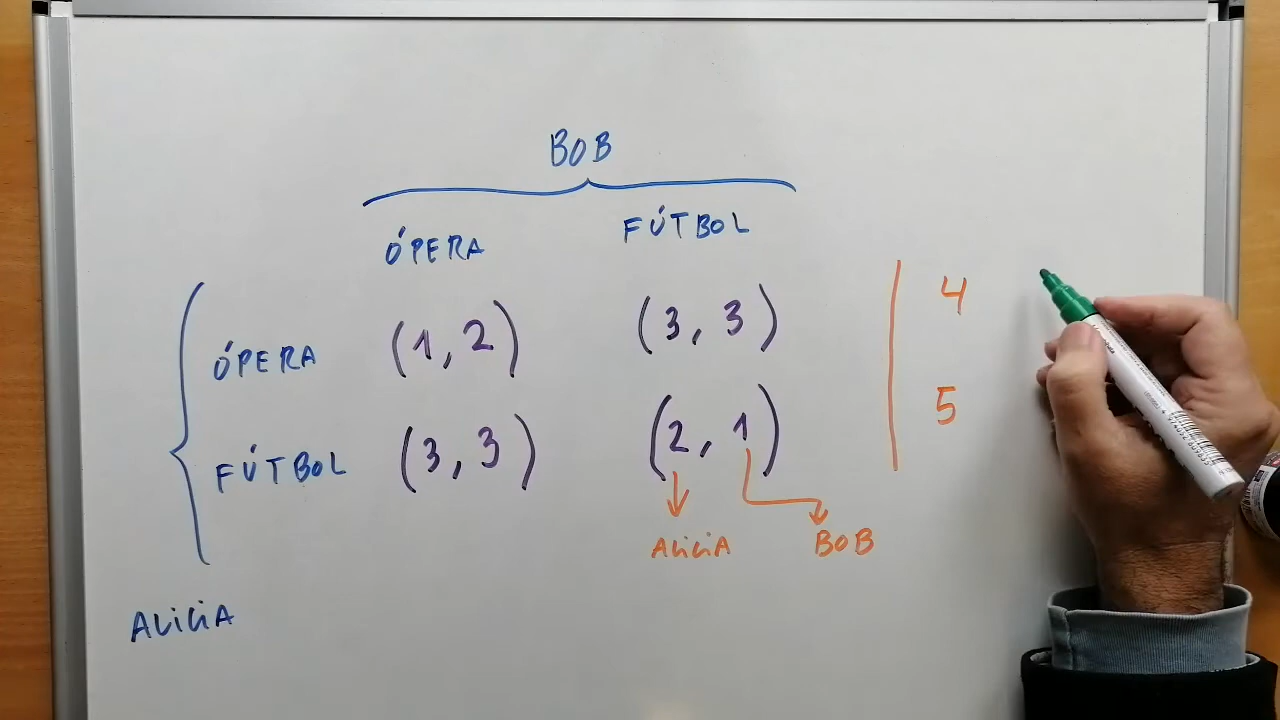 BOB
ÓPERA FÚTBOL
ÓPERA (1, 2) (3, 3) 4
FÚTBOL (3, 3) (2, 1) 5
ALICIA BOB
ALICIA